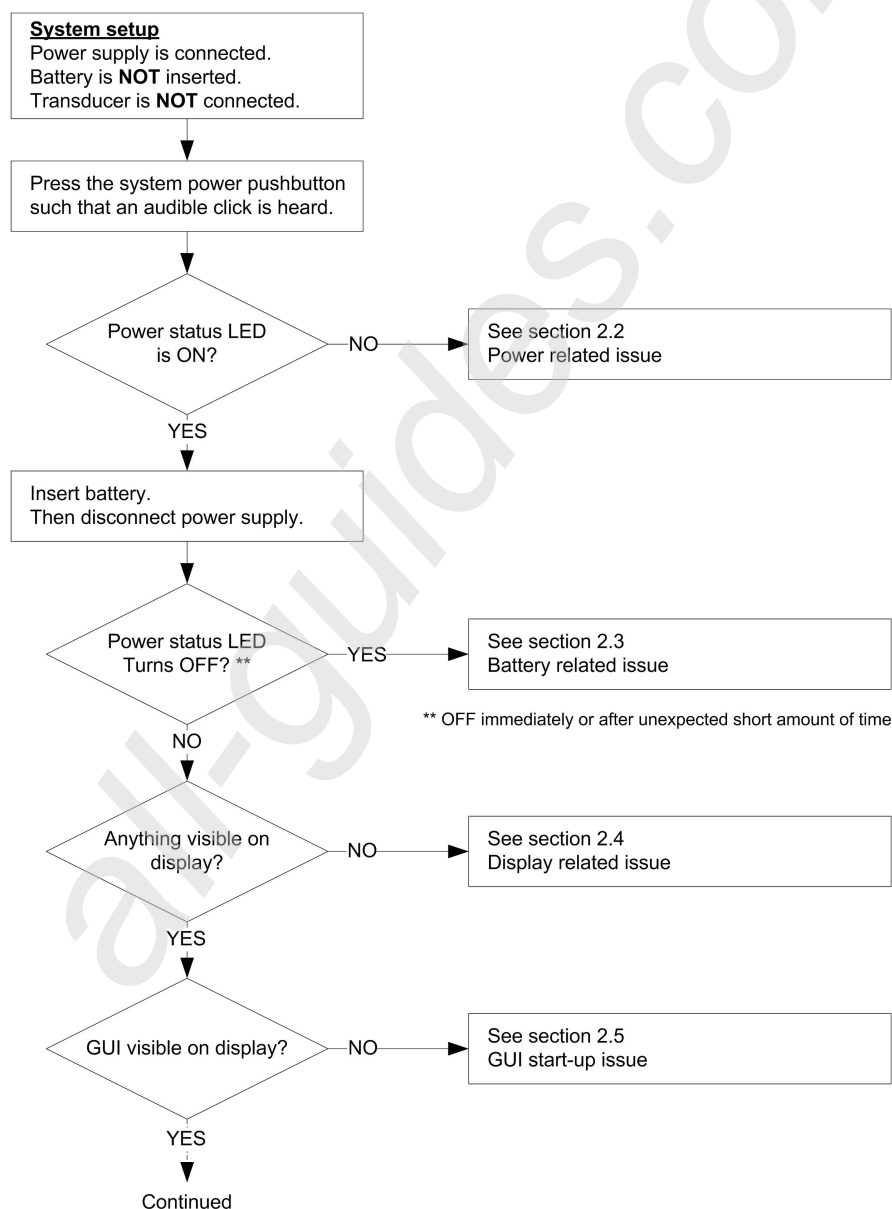 System setup
Power supply is connected.
Battery is NOT inserted.
Transducer is NOT connected.
Press the system power pushbutton
such that an audible click is heard.
Power status LED
is ON?
NO
See section 2.2
Power related issue
YES
Insert battery.
Then disconnect power supply.
Power status LED
Turns OFF? **
YES
See section 2.3
Battery related issue
** OFF immediately or after unexpected short amount of time
NO
Anything visible on
display?
NO
See section 2.4
Display related issue
YES
GUI visible on display?
NO
See section 2.5
GUI start-up issue
YES
Continued
all-guides.co